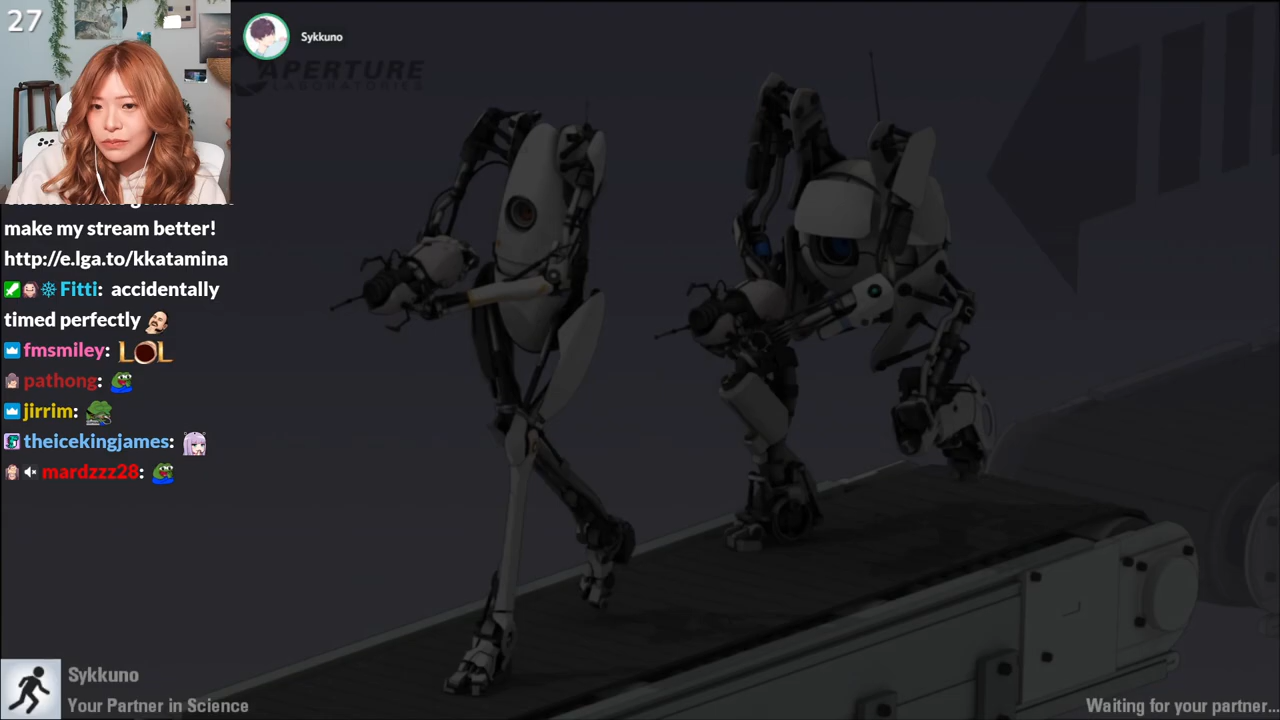 27
Sykkuno
APERTURE
LABORATORIES
make my stream better!
http://e.lga.to/kkatamina
Fitti: accidentally
timed perfectly
fmsmiley: LOL
pathong:
jirrim:
theicekingjames:
mardzzz28:
Sykkuno
Your Partner in Science
Waiting for your partner...